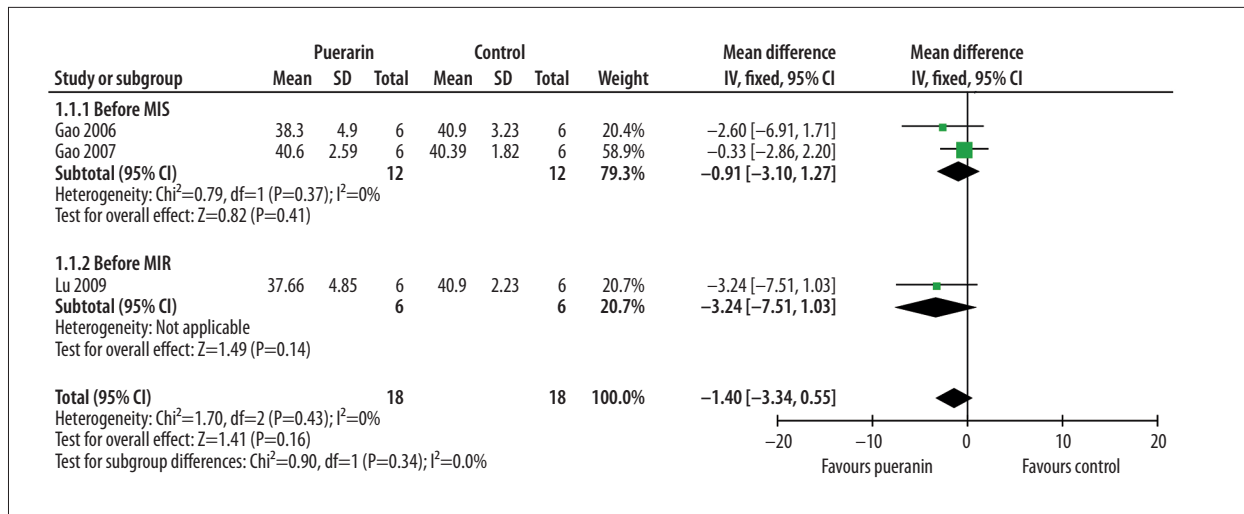 Puerarin Control Mean difference Mean difference
Study or subgroup Mean SD Total Mean SD Total Weight IV, fixed, 95% CI IV, fixed, 95% CI
1.1.1 Before MIS
Gao 2006 38.3 4.9 6 40.9 3.23 6 20.4% −2.60 [−6.91, 1.71]
Gao 2007 40.6 2.59 6 40.39 1.82 6 58.9% −0.33 [−2.86, 2.20]
Subtotal (95% CI) 12 12 79.3% −0.91 [−3.10, 1.27]
Heterogeneity: Chi²=0.79, df=1 (P=0.37); I²=0%
Test for overall effect: Z=0.82 (P=0.41)
1.1.2 Before MIR
Lu 2009 37.66 4.85 6 40.9 2.23 6 20.7% −3.24 [−7.51, 1.03]
Subtotal (95% CI) 6 6 20.7% −3.24 [−7.51, 1.03]
Heterogeneity: Not applicable
Test for overall effect: Z=1.49 (P=0.14)
Total (95% CI) 18 18 100.0% −1.40 [−3.34, 0.55]
Heterogeneity: Chi²=1.70, df=2 (P=0.43); I²=0%
Test for overall effect: Z=1.41 (P=0.16)
Test for subgroup differences: Chi²=0.90, df=1 (P=0.34); I²=0.0%
−20 −10 0 10 20
Favours pueranin Favours control